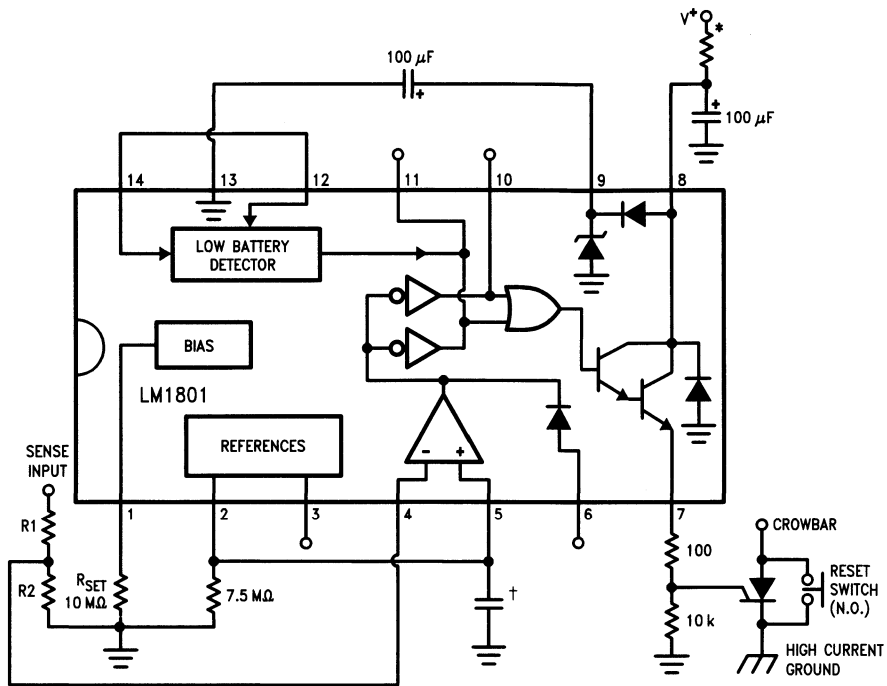 V+
*
100 µF
+
+
100 µF
14
13
12
11
10
9
8
LOW BATTERY
DETECTOR
BIAS
LM1801
REFERENCES
-
+
SENSE
INPUT
1
2
3
4
5
6
7
R1
R2
RSET
10 MΩ
7.5 MΩ
†
100
10 k
CROWBAR
RESET
SWITCH
(N.O.)
HIGH CURRENT
GROUND